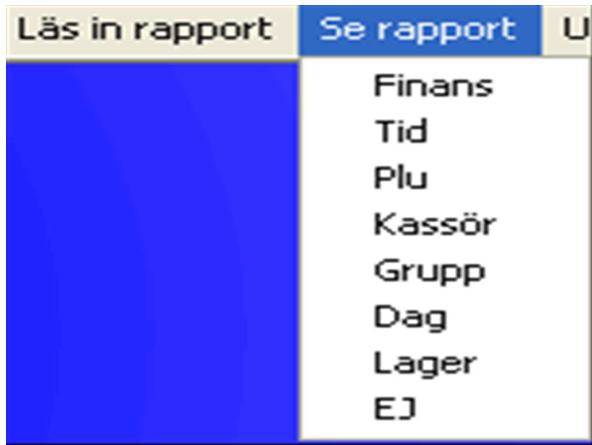 Läs in rapport Se rapport U
Finans
Tid
Plu
Kassör
Grupp
Dag
Lager
EJ